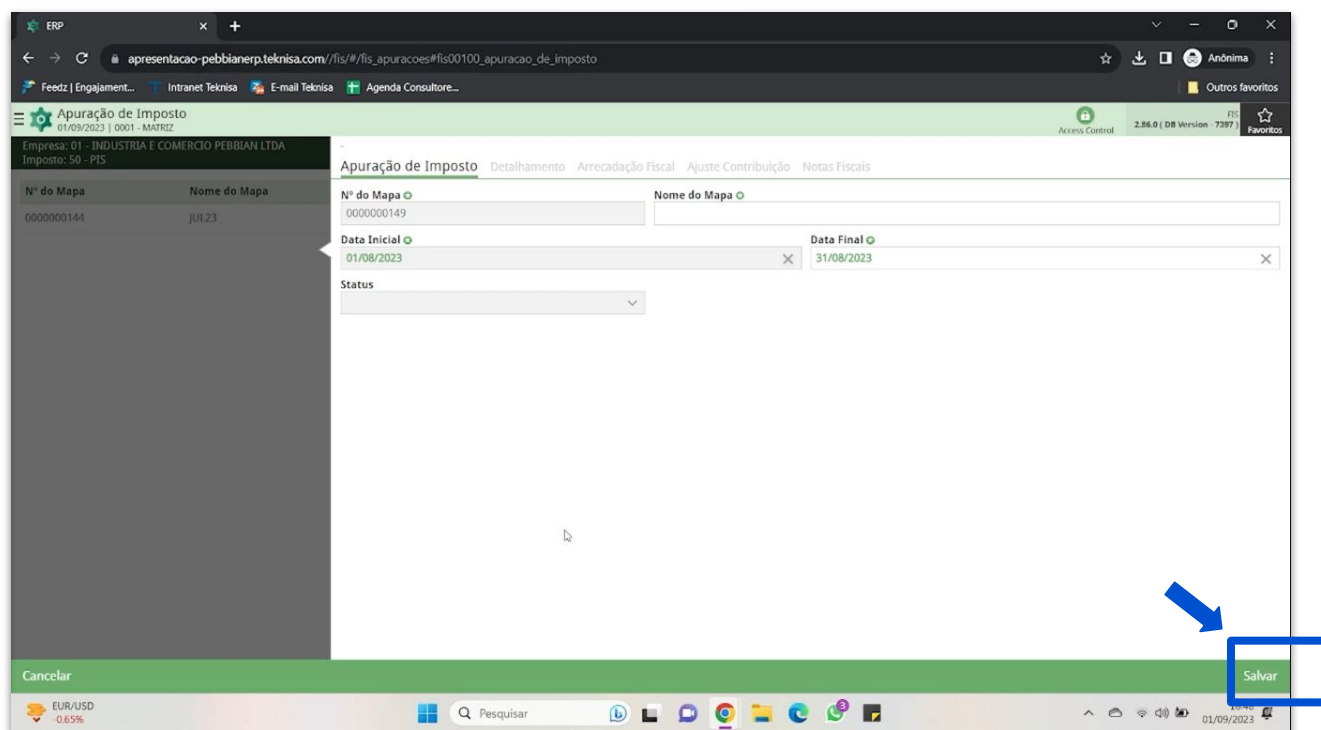 ERP
apresentacao-pebbianerp.teknisa.com//fis/#/fis_apuracoes#fis00100_apuracao_de_imposto
Anônima
Feedz | Engajament... Intranet Teknisa E-mail Teknisa Agenda Consultore... Outros favoritos
Apuração de Imposto
01/09/2023 | 0001 - MATRIZ
Access Control
FIS
2.86.0 ( DB Version - 7397 )
Favoritos
Empresa: 01 - INDUSTRIA E COMERCIO PEBBIAN LTDA
Imposto: 50 - PIS
Nº do Mapa Nome do Mapa
0000000144 JUL23
Apuração de Imposto Detalhamento Arrecadação Fiscal Ajuste Contribuição Notas Fiscais
Nº do Mapa Nome do Mapa
0000000149
Data Inicial Data Final
01/08/2023 31/08/2023
Status
Cancelar Salvar
EUR/USD
-0.65%
Pesquisar
3
01/09/2023